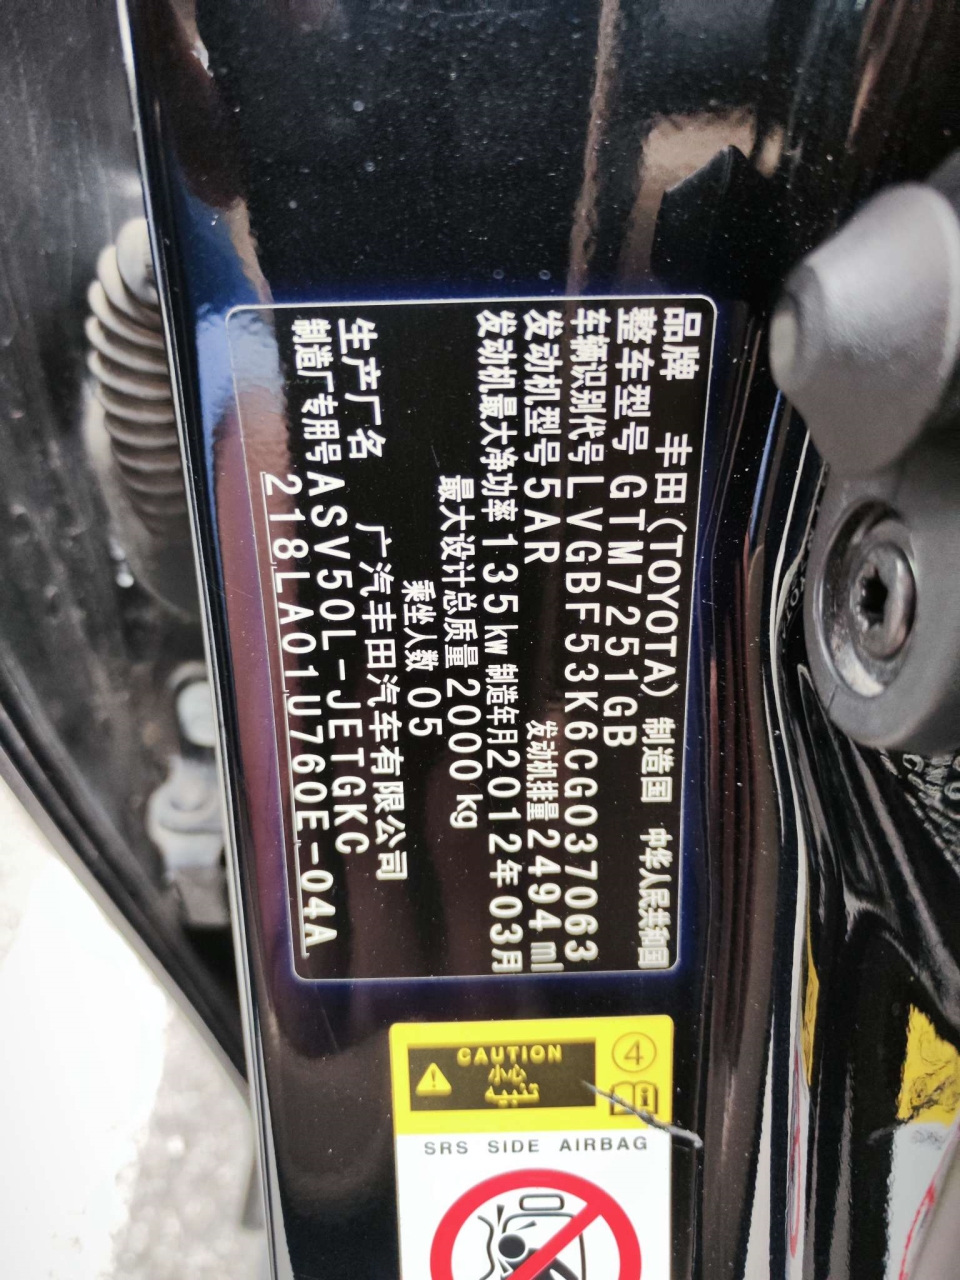 品牌 丰田(TOYOTA) 制造国 中华人民共和国
整车型号 GTM7251GB
车辆识别代号 LVGBF53K6CG037063
发动机型号 5AR 发动机排量 2494 ml
发动机最大净功率 135 kw 制造年月 2012年03月
最大设计总质量 2000 kg
乘坐人数 05
生产厂名 广汽丰田汽车有限公司
制造厂专用号 ASV50L-JETGKC
218LA01U760E-04A
CAUTION
小心
تنبيه
4
SRS SIDE AIRBAG